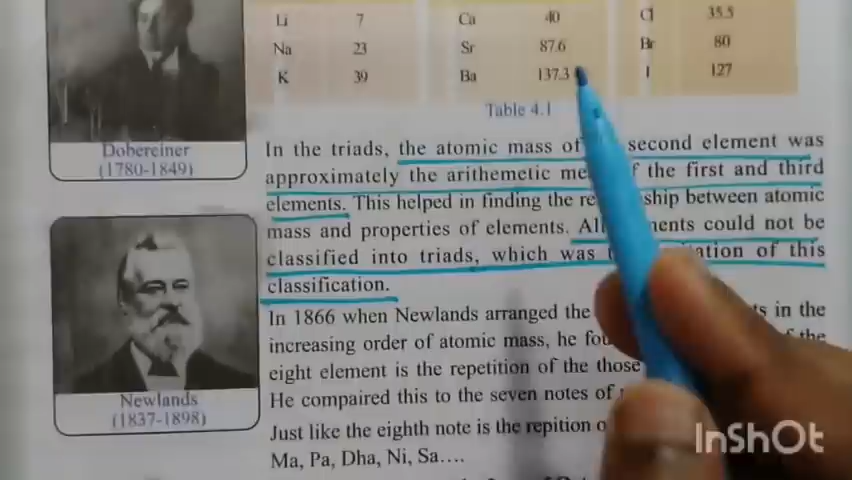 Li 7 Ca 40 Cl 35.5
Na 23 Sr 87.6 Br 80
K 39 Ba 137.3 I 127
Table 4.1
Dobereiner
(1780-1849)
In the triads, the atomic mass of second element was
approximately the arithemetic me f the first and third
elements. This helped in finding the re ship between atomic
mass and properties of elements. All ments could not be
classified into triads, which was tation of this
classification.
Newlands
(1837-1898)
In 1866 when Newlands arranged the ts in the
increasing order of atomic mass, he fou f the
eight element is the repetition of the those
He compaired this to the seven notes of
Just like the eighth note is the repition o
Ma, Pa, Dha, Ni, Sa....
InShOt